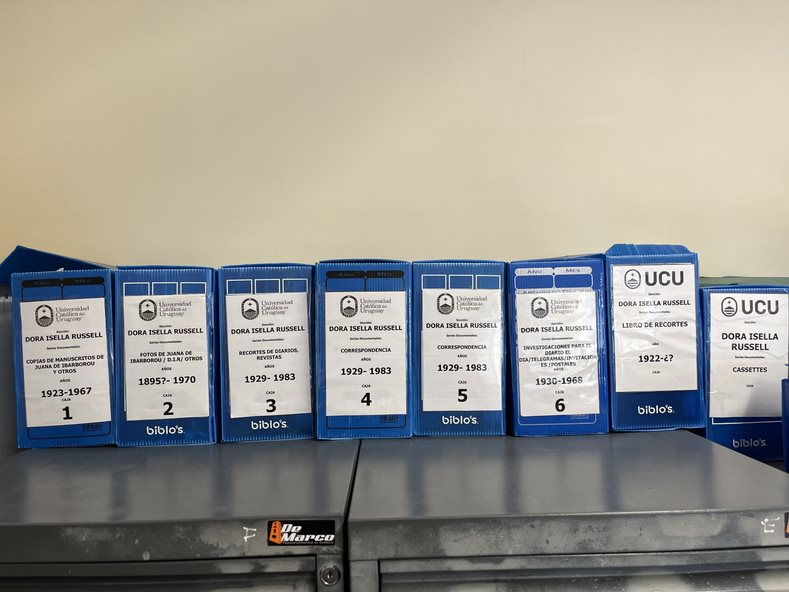 Universidad
Católica del
Uruguay
Sección:
DORA ISELLA RUSSELL
Series Documentales:
COPIAS DE MANUSCRITOS DE
JUANA DE IBARBOROU
Y OTROS
AÑOS
1923-1967
CAJA
1
Universidad
Católica del
Uruguay
Sección:
DORA ISELLA RUSSELL
Series Documentales:
FOTOS DE JUANA DE
IBARBOROU / D.I.R/ OTROS
AÑOS
1895?- 1970
CAJA
2
biblo's.
Universidad
Católica del
Uruguay
Sección:
DORA ISELLA RUSSELL
Series Documentales:
RECORTES DE DIARIOS,
REVISTAS
AÑOS
1929- 1983
CAJA
3
biblo's.
AÑO MES
Universidad
Católica del
Uruguay
Sección:
DORA ISELLA RUSSELL
Series Documentales:
CORRESPONDENCIA
AÑOS
1929- 1983
CAJA
4
Universidad
Católica del
Uruguay
Sección:
DORA ISELLA RUSSELL
Series Documentales:
CORRESPONDENCIA
AÑOS
1929- 1983
CAJA
5
biblo's.
AÑO MES
Universidad
Católica del
Uruguay
Sección:
DORA ISELLA RUSSELL
Series Documentales:
INVESTIGACIONES PARA EL
DIARIO EL
DIA/TELEGRAMAS/INVITACION
ES /POSTALES
AÑOS
1930-1968
CAJA
6
UCU
Sección:
DORA ISELLA RUSSELL
Series Documentales:
LIBRO DE RECORTES
AÑO
1922-¿?
CAJA
biblo's.
UCU
Sección:
DORA ISELLA
RUSSELL
Series Documentales:
CASSETTES
CAJA
biblo's.
F
De
Marco
E